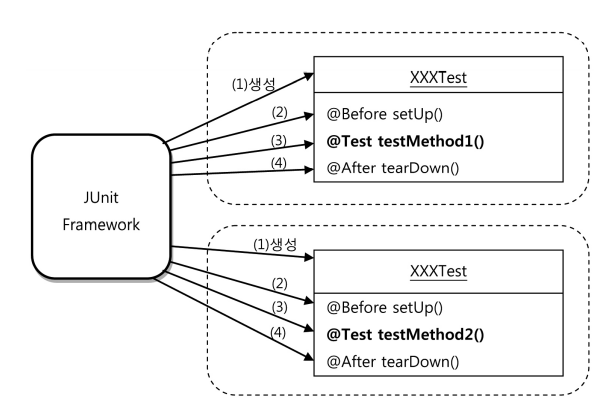 JUnit
Framework
(1)생성
(2)
(3)
(4)
XXXTest
@Before setUp()
@Test testMethod1()
@After tearDown()
(1)생성
(2)
(3)
(4)
XXXTest
@Before setUp()
@Test testMethod2()
@After tearDown()